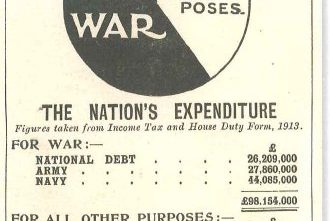 POSES.
WAR
THE NATION'S EXPENDITURE
Figures taken from Income Tax and House Duty Form, 1913.
FOR WAR:— £
NATIONAL DEBT . . . . . 26,209,000
ARMY . . . . . 27,860,000
NAVY . . . . . 44,085,000
£98,154,000
FOR ALL OTHER PURPOSES:— £